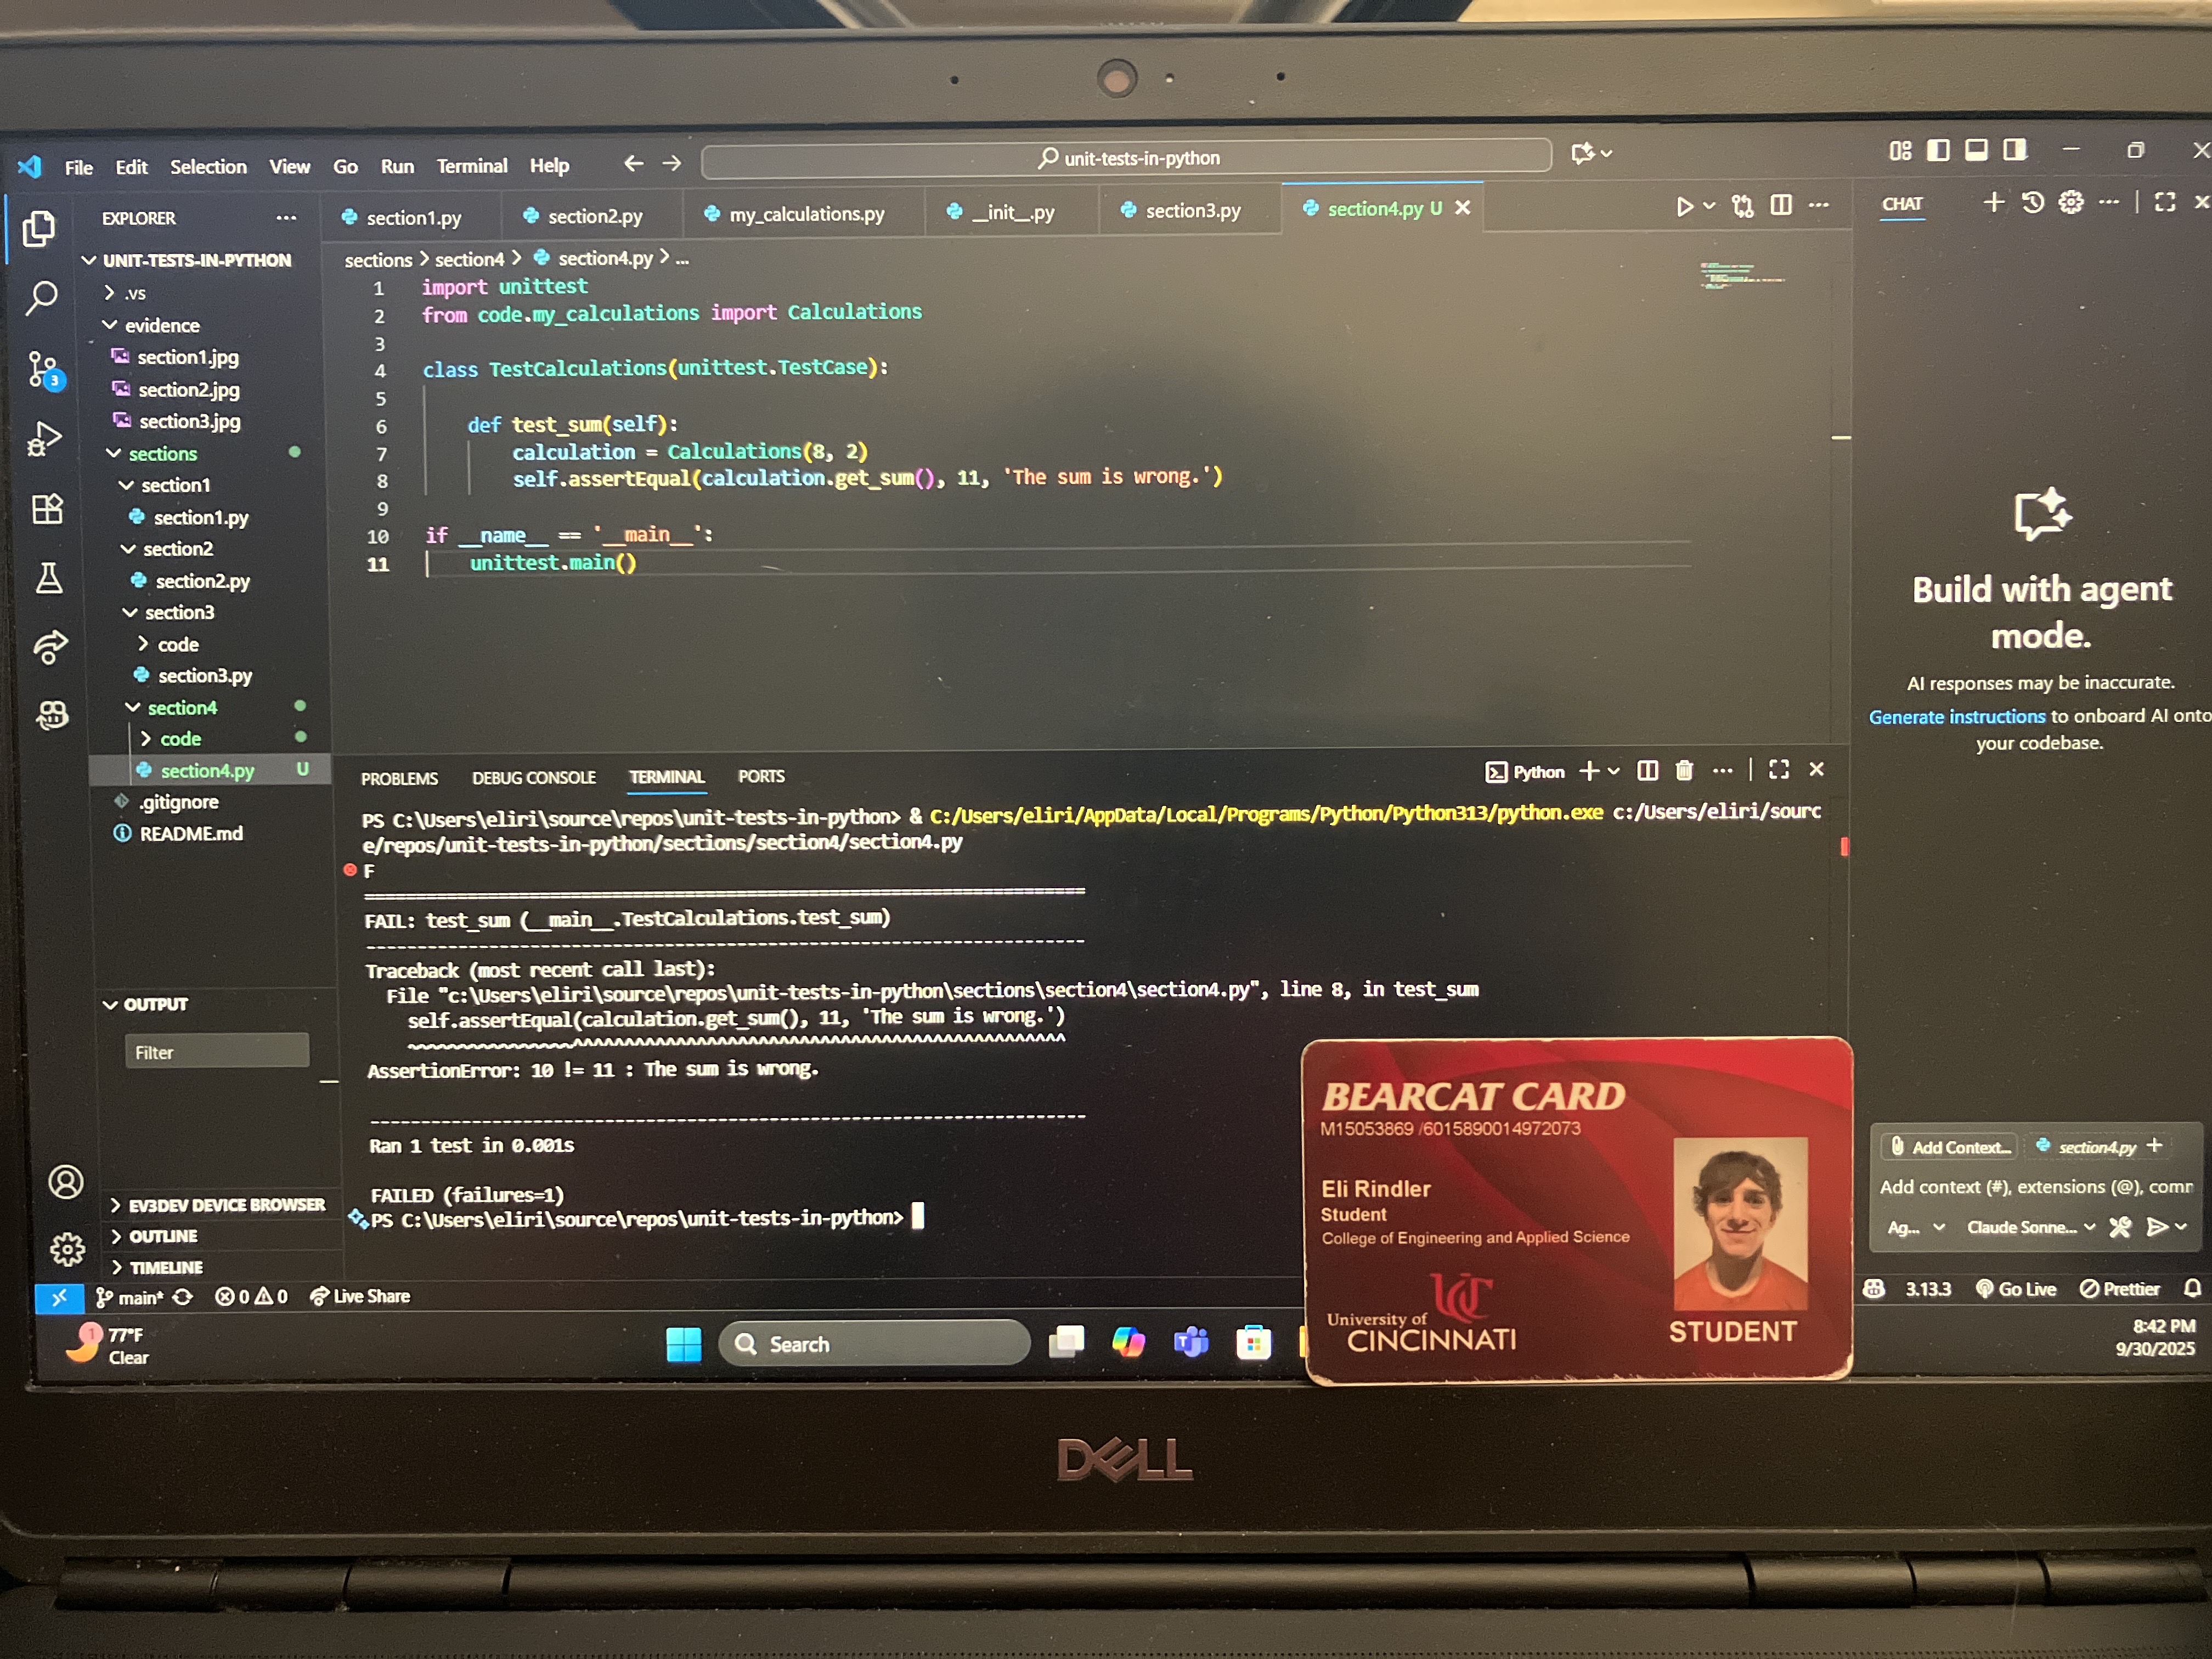 File Edit Selection View Go Run Terminal Help
unit-tests-in-python
EXPLORER
UNIT-TESTS-IN-PYTHON
.vs
evidence
section1.jpg
section2.jpg
section3.jpg
sections
section1
section1.py
section2
section2.py
section3
code
section3.py
section4
code
section4.py U
.gitignore
README.md
OUTPUT
Filter
EV3DEV DEVICE BROWSER
OUTLINE
TIMELINE
3
section1.py section2.py my_calculations.py __init__.py section3.py section4.py U
sections > section4 > section4.py > ...
1 import unittest
2 from code.my_calculations import Calculations
3
4 class TestCalculations(unittest.TestCase):
5
6 def test_sum(self):
7 calculation = Calculations(8, 2)
8 self.assertEqual(calculation.get_sum(), 11, 'The sum is wrong.')
9
10 if __name__ == '__main__':
11 unittest.main()
PROBLEMS DEBUG CONSOLE TERMINAL PORTS
Python
PS C:\Users\eliri\source\repos\unit-tests-in-python> & C:/Users/eliri/AppData/Local/Programs/Python/Python313/python.exe c:/Users/eliri/sourc
e/repos/unit-tests-in-python/sections/section4/section4.py
F
======================================================================
FAIL: test_sum (__main__.TestCalculations.test_sum)
----------------------------------------------------------------------
Traceback (most recent call last):
File "c:\Users\eliri\source\repos\unit-tests-in-python\sections\section4\section4.py", line 8, in test_sum
self.assertEqual(calculation.get_sum(), 11, 'The sum is wrong.')
~~~~~~~~~~~~~~~~^^^^^^^^^^^^^^^^^^^^^^^^^^^^^^^^^^^^^^^^^^^^^^^^
AssertionError: 10 != 11 : The sum is wrong.
----------------------------------------------------------------------
Ran 1 test in 0.001s
FAILED (failures=1)
PS C:\Users\eliri\source\repos\unit-tests-in-python>
CHAT
Build with agent
mode.
AI responses may be inaccurate.
Generate instructions to onboard AI onto
your codebase.
Add Context... section4.py
Add context (#), extensions (@), comm
Ag... Claude Sonne...
BEARCAT CARD
M15053869 /6015890014972073
Eli Rindler
Student
College of Engineering and Applied Science
UC
University of
CINCINNATI
STUDENT
main* 0 0 Live Share
3.13.3 Go Live Prettier
1
77°F
Clear
Search
8:42 PM
9/30/2025
DELL